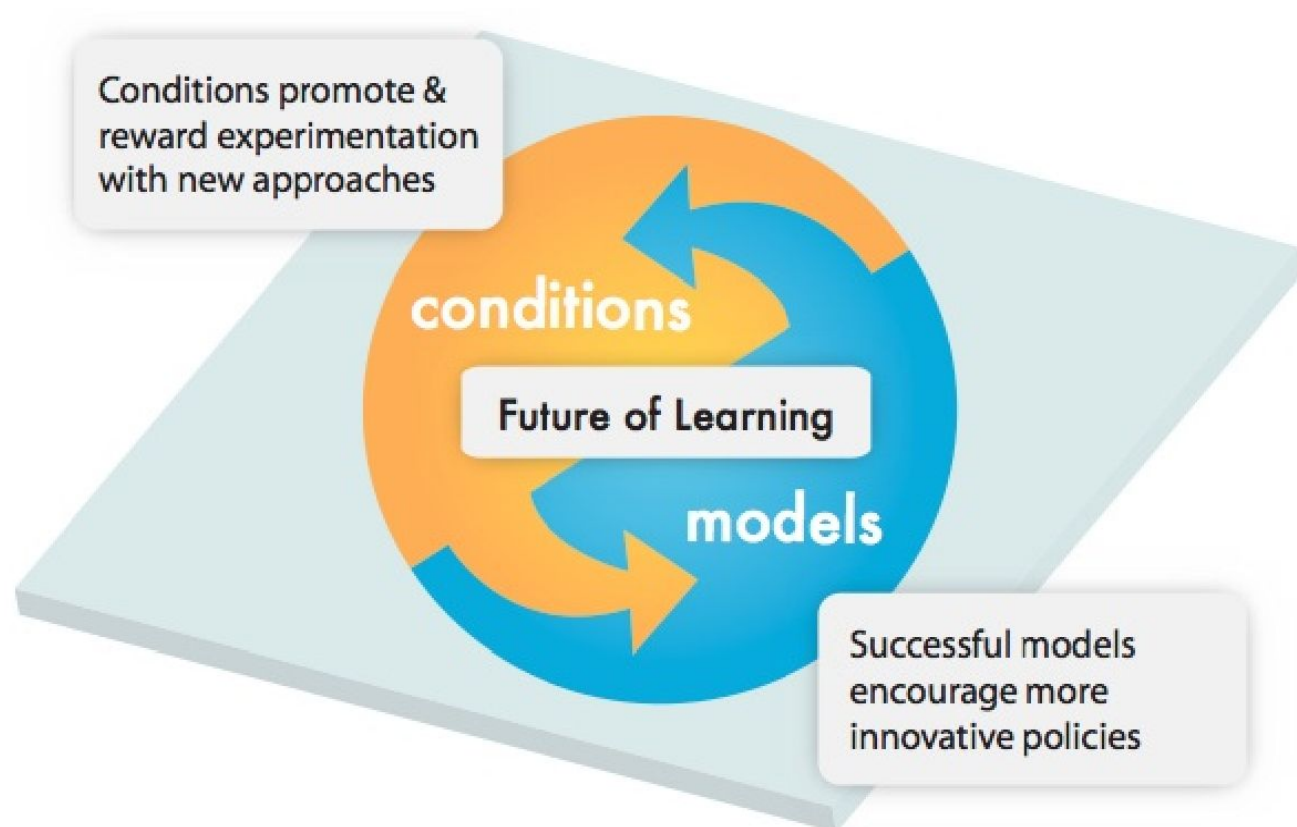 Conditions promote &
reward experimentation
with new approaches
conditions
Future of Learning
models
Successful models
encourage more
innovative policies